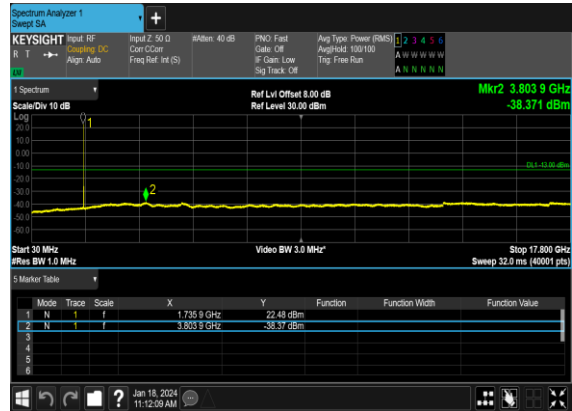 Spectrum Analyzer 1
Swept SA
+
KEYSIGHT Input: RF Input Z: 50 Ω #Atten: 40 dB PNO: Fast Avg Type: Power (RMS) 1 2 3 4 5 6
R T Coupling: DC Corr CCorr Gate: Off Avg|Hold: 100/100 A W W W W W
Align: Auto Freq Ref: Int (S) IF Gain: Low Trig: Free Run
Sig Track: Off A N N N N N
1 Spectrum Ref Lvl Offset 8.00 dB Mkr2 3.803 9 GHz
Scale/Div 10 dB Ref Level 30.00 dBm -38.371 dBm
Log
20.0
10.0
0.00
-10.0
-20.0
-30.0
-40.0
-50.0
-60.0
1
2
DL1 -13.00 dBm
Start 30 MHz Video BW 3.0 MHz* Stop 17.800 GHz
#Res BW 1.0 MHz Sweep 32.0 ms (40001 pts)
5 Marker Table
Mode Trace Scale X Y Function Function Width Function Value
1 N 1 f 1.735 9 GHz 22.48 dBm
2 N 1 f 3.803 9 GHz -38.37 dBm
3
4
5
6
? Jan 18, 2024
11:12:09 AM